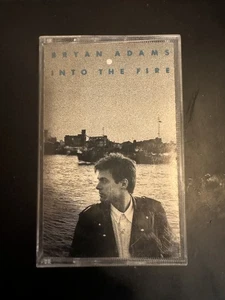 BRYAN ADAMS
INTO THE FIRE